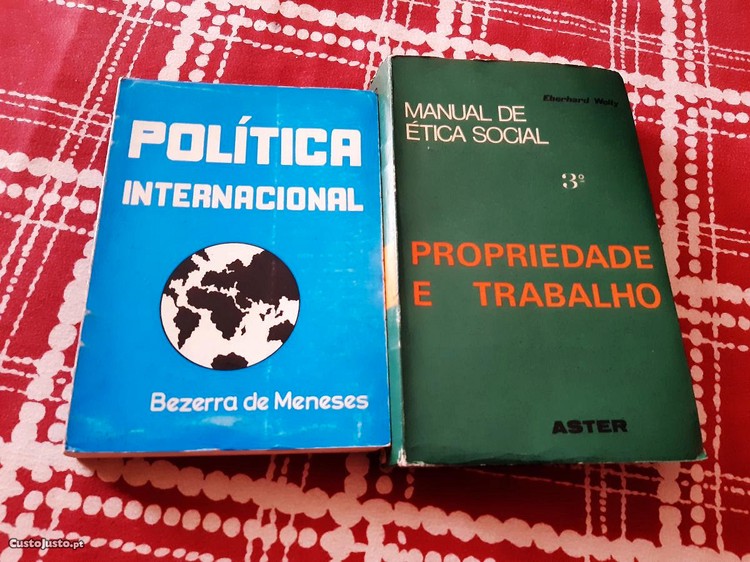 POLÍTICA
INTERNACIONAL
Bezerra de Meneses
Eberhard Welty
MANUAL DE
ÉTICA SOCIAL
3º
PROPRIEDADE
E TRABALHO
ASTER
CustoJusto.pt